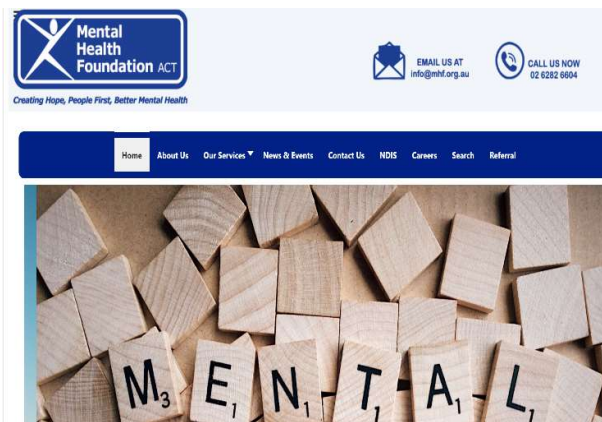 Mental
Health
Foundation ACT
Creating Hope, People First, Better Mental Health
EMAIL US AT
info@mhf.org.au
CALL US NOW
02 6282 6604
Home About Us Our Services News & Events Contact Us NDIS Careers Search Referral
M3 E1 N1 T1 A1 L1